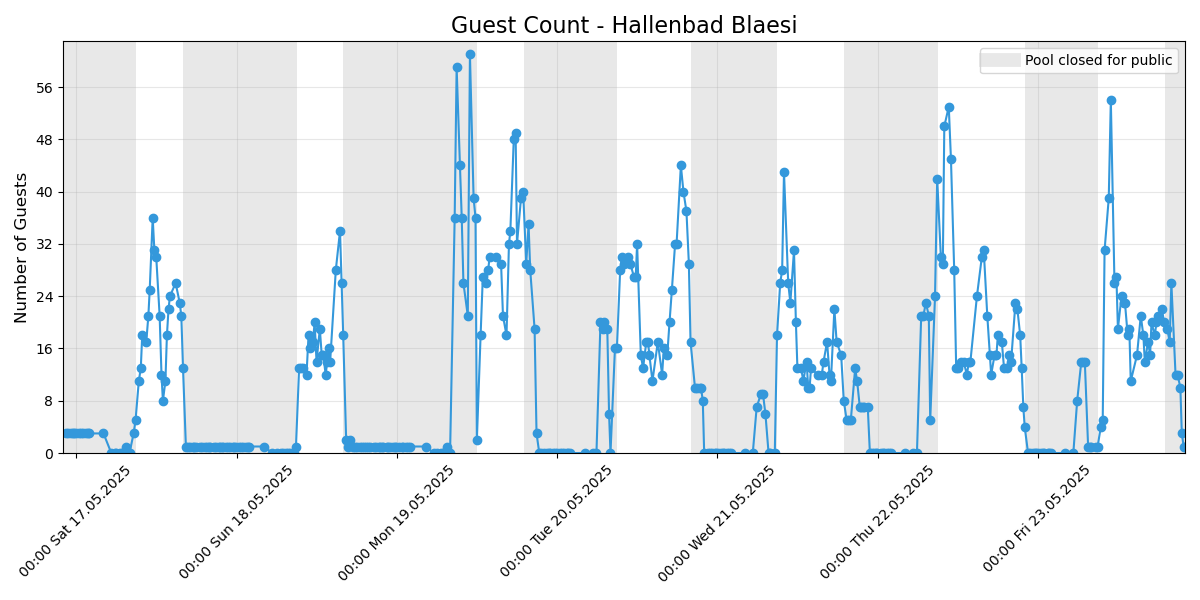 Guest Count - Hallenbad Blaesi
Pool closed for public
Number of Guests
56
48
40
32
24
16
8
0
00:00 Sat 17.05.2025
00:00 Sun 18.05.2025
00:00 Mon 19.05.2025
00:00 Tue 20.05.2025
00:00 Wed 21.05.2025
00:00 Thu 22.05.2025
00:00 Fri 23.05.2025